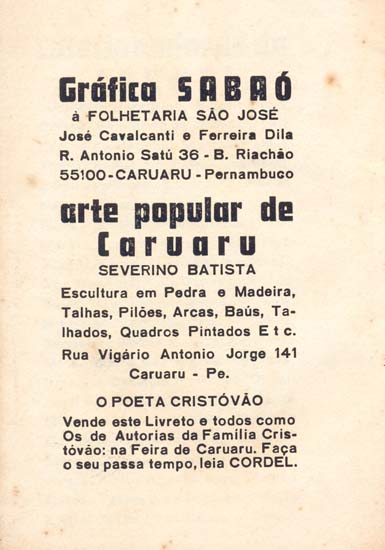 Gráfica SABAÓ
à FOLHETARIA SÃO JOSÉ
José Cavalcanti e Ferreira Dila
R. Antonio Satú 36 - B. Riachão
55100-CARUARU - Pernambuco
arte popular de
Caruaru
SEVERINO BATISTA
Escultura em Pedra e Madeira,
Talhas, Pilões, Arcas, Baús, Ta-
lhados, Quadros Pintados Etc.
Rua Vigário Antonio Jorge 141
Caruaru - Pe.
O POETA CRISTÓVÃO
Vende este Livreto e todos como
Os de Autorias da Família Cris-
tóvão: na Feira de Caruaru. Faça
o seu passa tempo, leia CORDEL.